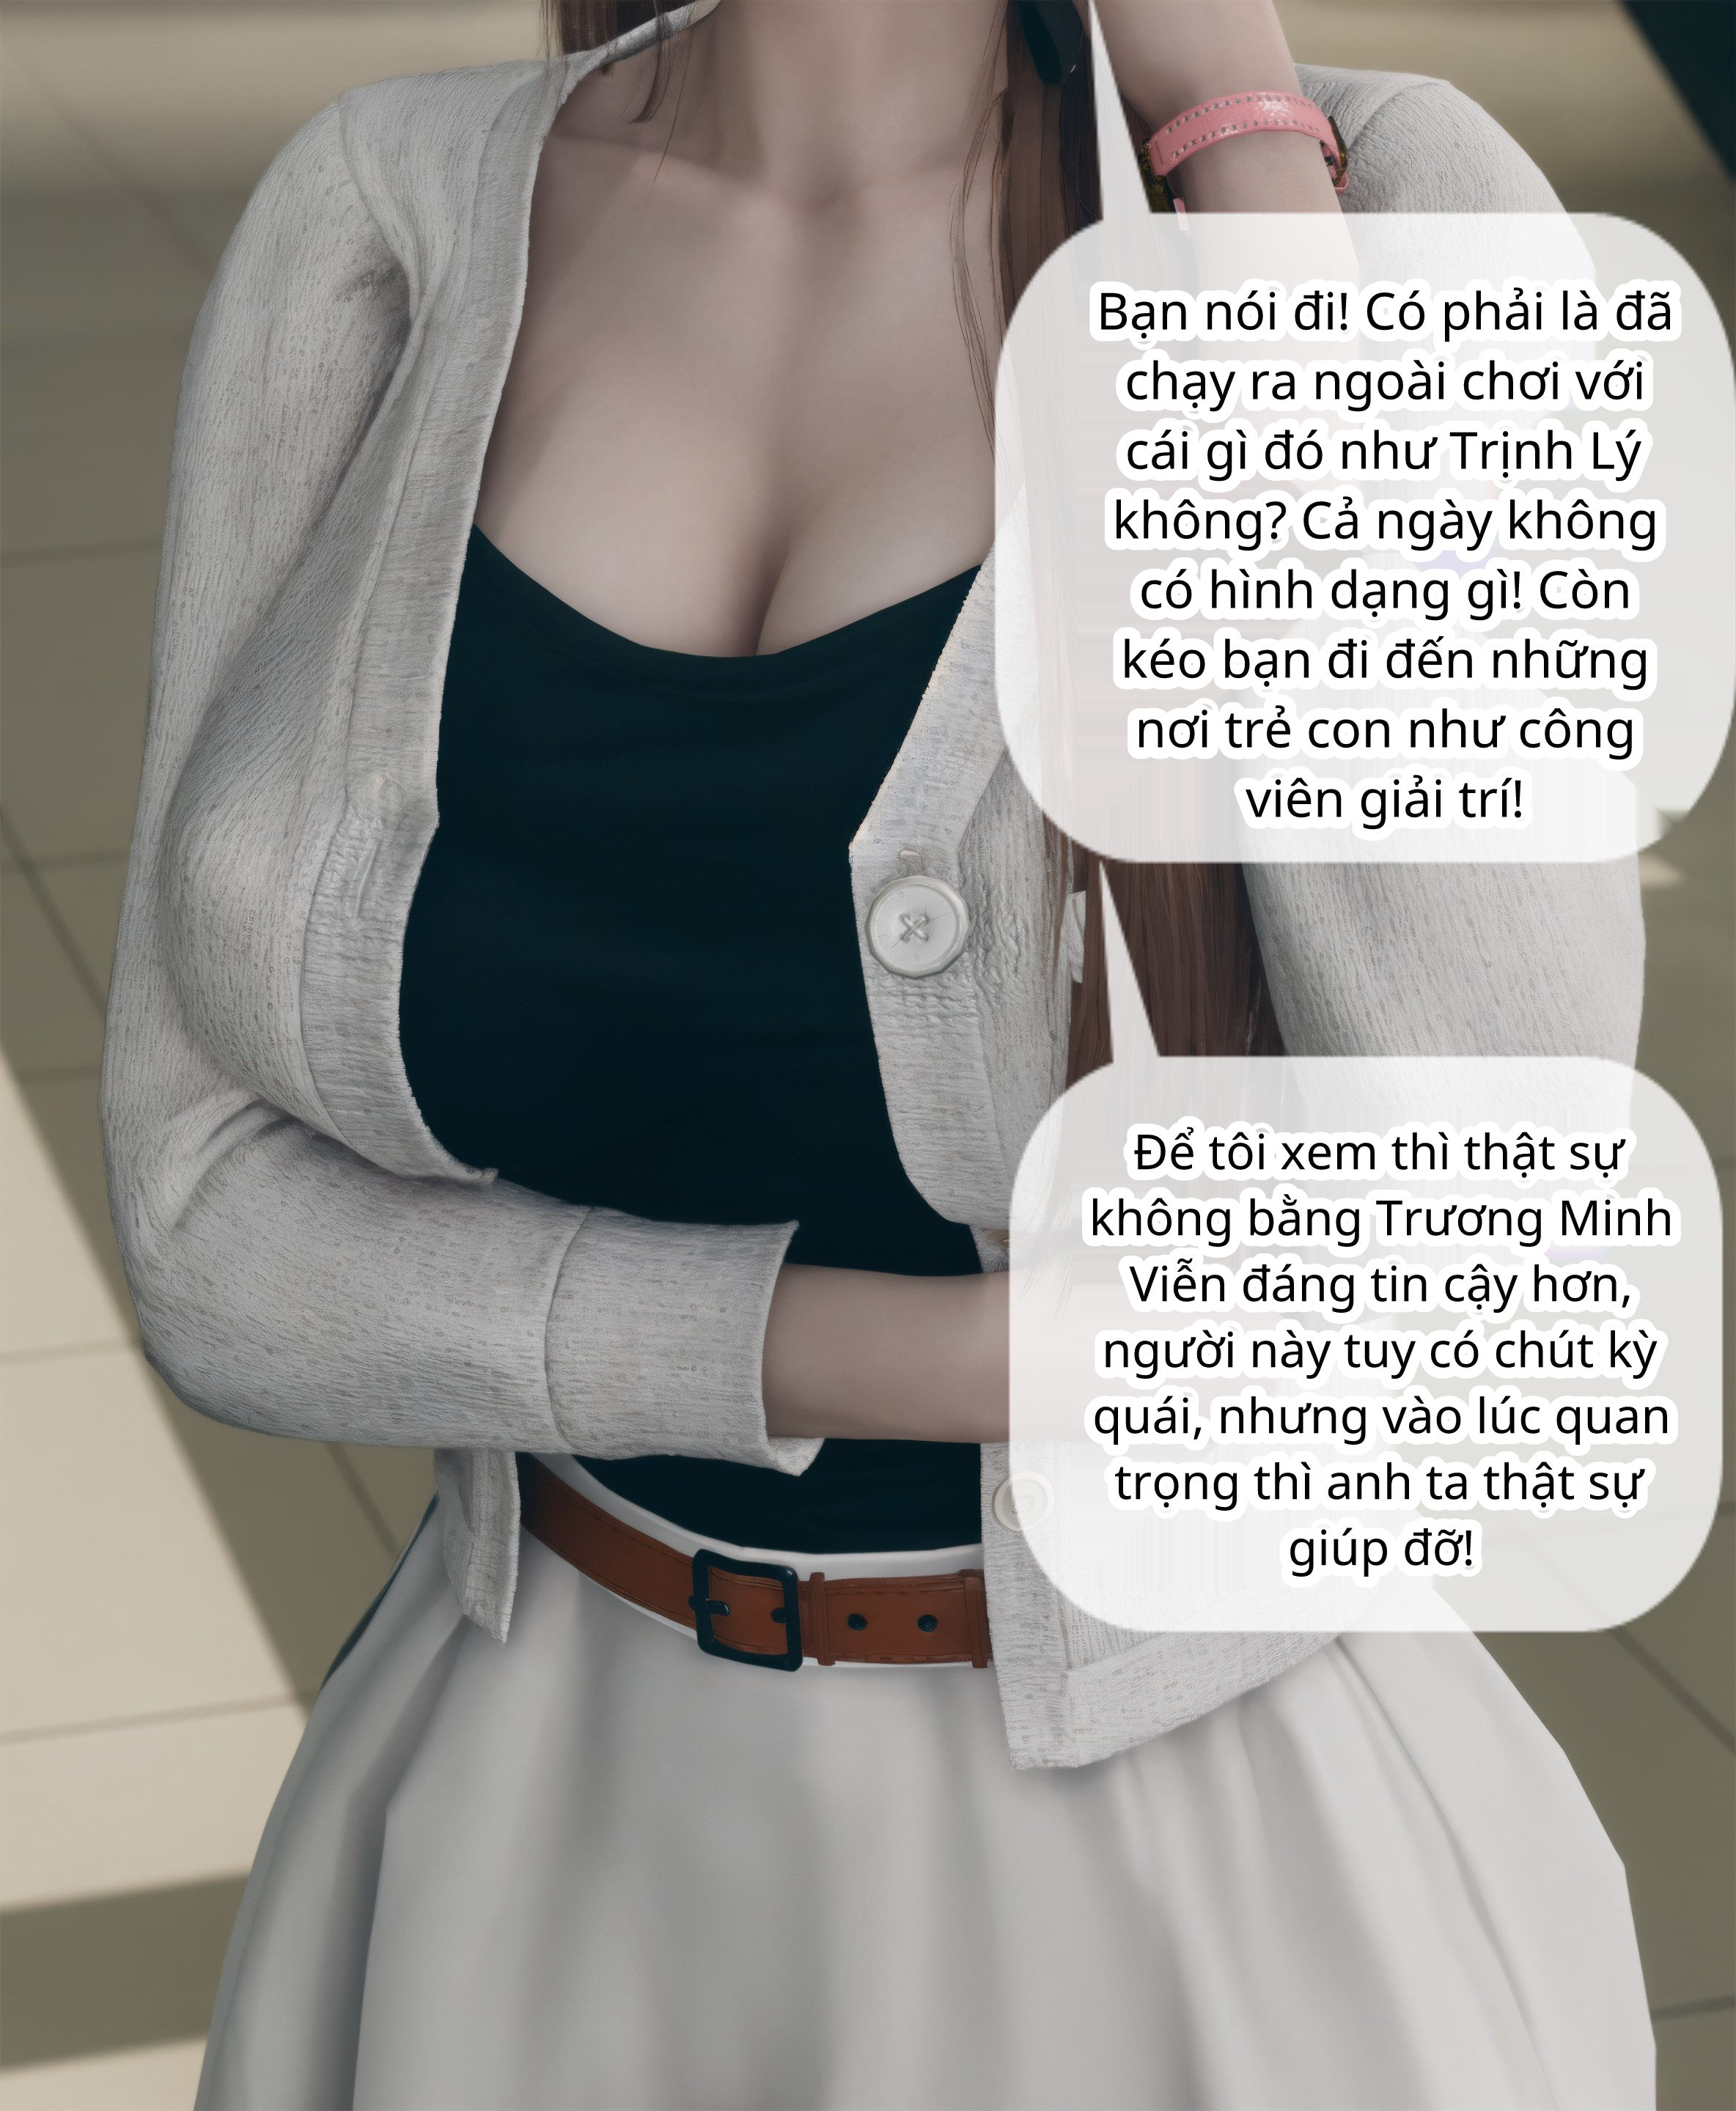 Bạn nói đi! Có phải là đã
chạy ra ngoài chơi với
cái gì đó như Trịnh Lý
không? Cả ngày không
có hình dạng gì! Còn
kéo bạn đi đến những
nơi trẻ con như công
viên giải trí!
Để tôi xem thì thật sự
không bằng Trương Minh
Viễn đáng tin cậy hơn,
người này tuy có chút kỳ
quái, nhưng vào lúc quan
trọng thì anh ta thật sự
giúp đỡ!